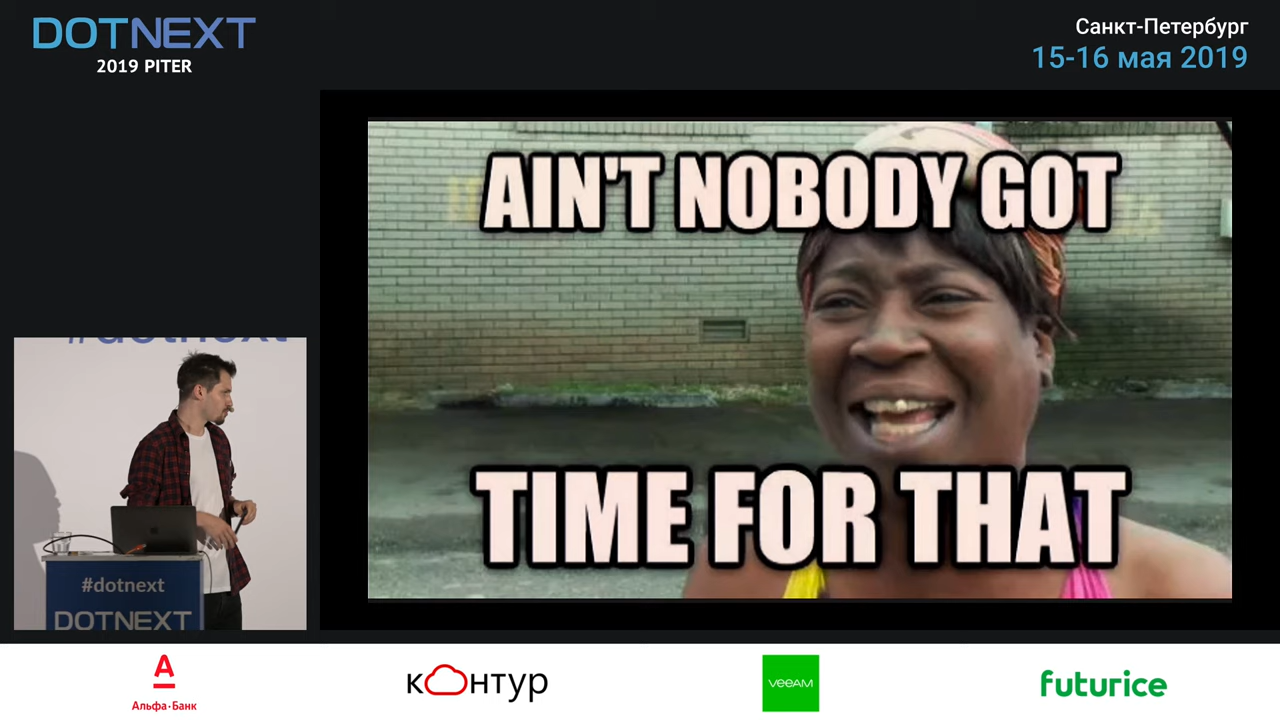 DOTNEXT
2019 PITER
Санкт-Петербург
15-16 мая 2019
AIN'T NOBODY GOT
TIME FOR THAT
#dotnext
#dotnext
DOTNEXT
А
Альфа·Банк
контур
veeAM
futurice